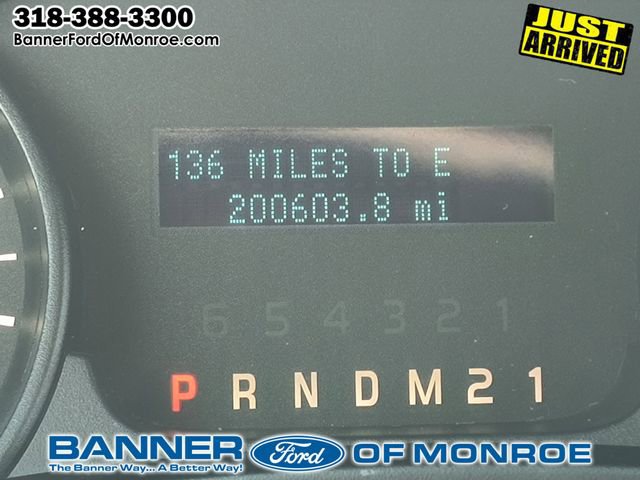 318-388-3300
BannerFordOfMonroe.com
JUST
ARRIVED
136 MILES TO E
200603.8 mi
6 5 4 3 2 1
P R N D M 2 1
BANNER Ford OF MONROE
The Banner Way... A Better Way!